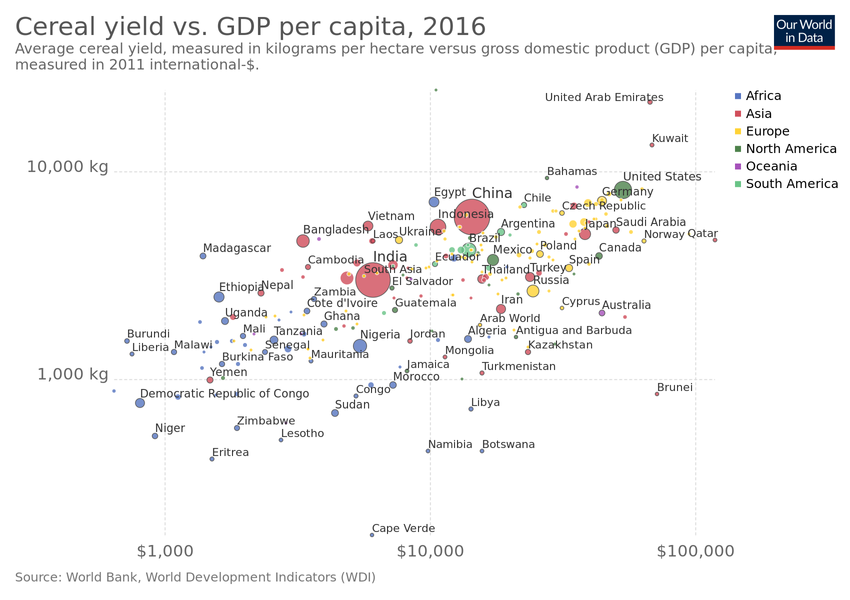 Cereal yield vs. GDP per capita, 2016
Our World
in Data
Average cereal yield, measured in kilograms per hectare versus gross domestic product (GDP) per capita,
measured in 2011 international-$.
Africa
Asia
Europe
North America
Oceania
South America
10,000 kg
1,000 kg
United Arab Emirates
Kuwait
Bahamas
United States
Germany
Egypt
China
Chile
Czech Republic
Vietnam
Indonesia
Bangladesh
Laos
Ukraine
Argentina
Japan
Saudi Arabia
Brazil
Norway
Qatar
Madagascar
India
Ecuador
Mexico
Poland
Canada
Cambodia
South Asi
Thailand
Turkey
Spain
El Salvador
Russia
Ethiopia
Nepal
Zambia
Cote d'Ivoire
Guatemala
Iran
Cyprus
Australia
Uganda
Ghana
Arab World
Burundi
Mali
Tanzania
Nigeria
Jordan
Algeria
Antigua and Barbuda
Liberia
Malawi
Senegal
Kazakhstan
Burkina Faso
Mauritania
Mongolia
Yemen
Jamaica
Turkmenistan
Morocco
Democratic Republic of Congo
Congo
Brunei
Sudan
Libya
Niger
Zimbabwe
Lesotho
Eritrea
Namibia
Botswana
Cape Verde
$1,000
$10,000
$100,000
Source: World Bank, World Development Indicators (WDI)